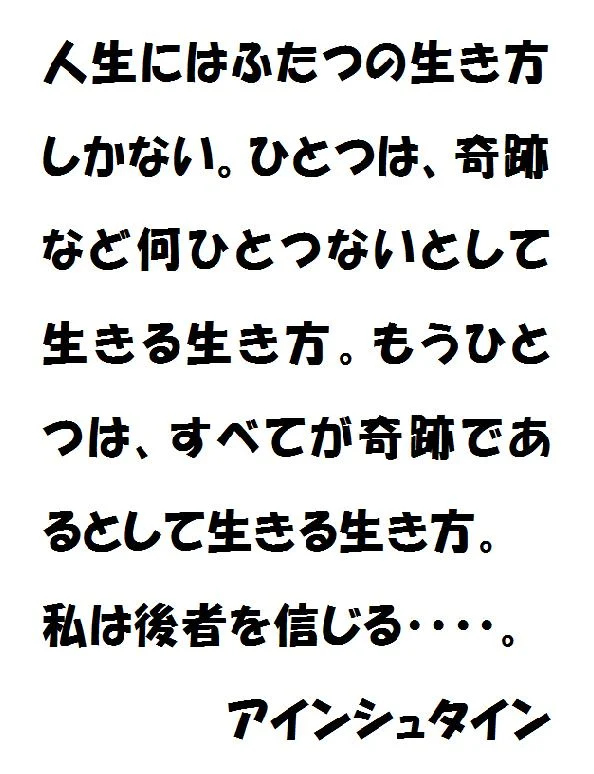 人生にはふたつの生き方
しかない。ひとつは、奇跡
など何ひとつないとして
生きる生き方。もうひと
つは、すべてが奇跡であ
るとして生きる生き方。
私は後者を信じる・・・・。
アインシュタイン